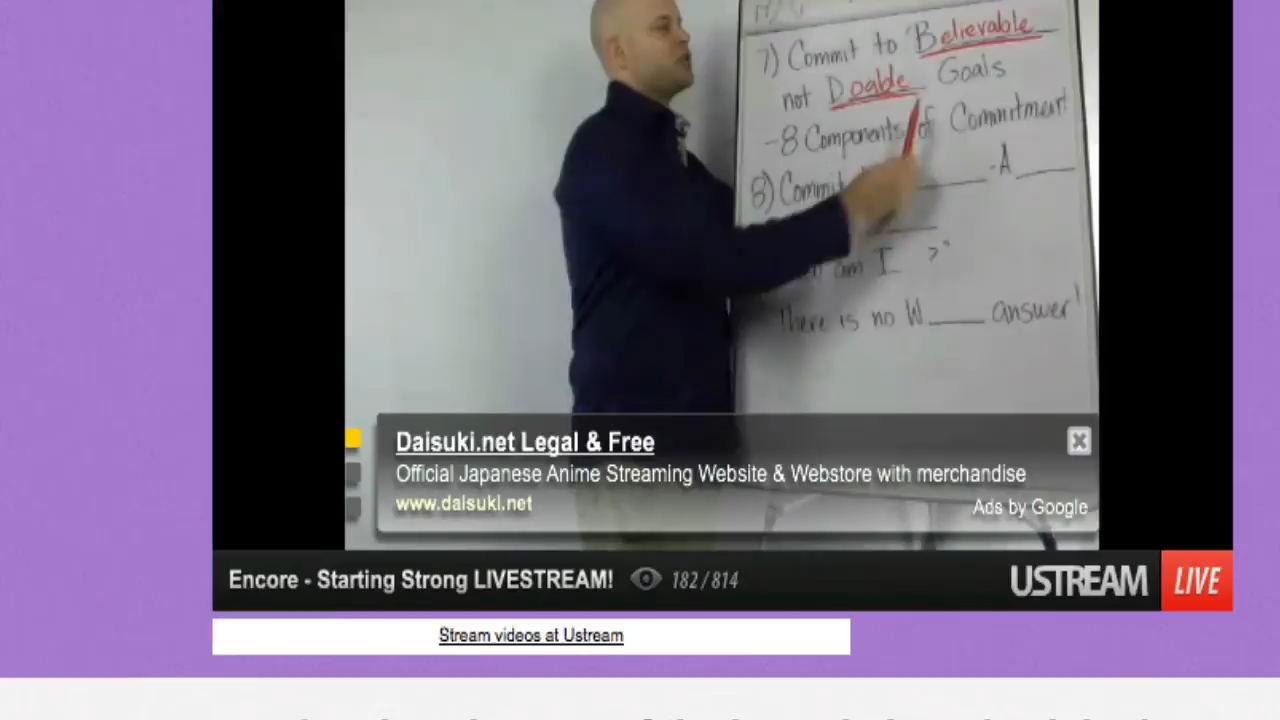 7) Commit to Believable
not Doable Goals
-8 Components of Commitment
8) Commit -A
am I ?"
There is no W____ answer!
Daisuki.net Legal & Free
Official Japanese Anime Streaming Website & Webstore with merchandise
www.daisuki.net
Ads by Google
Encore - Starting Strong LIVESTREAM! 182/814
USTREAM LIVE
Stream videos at Ustream